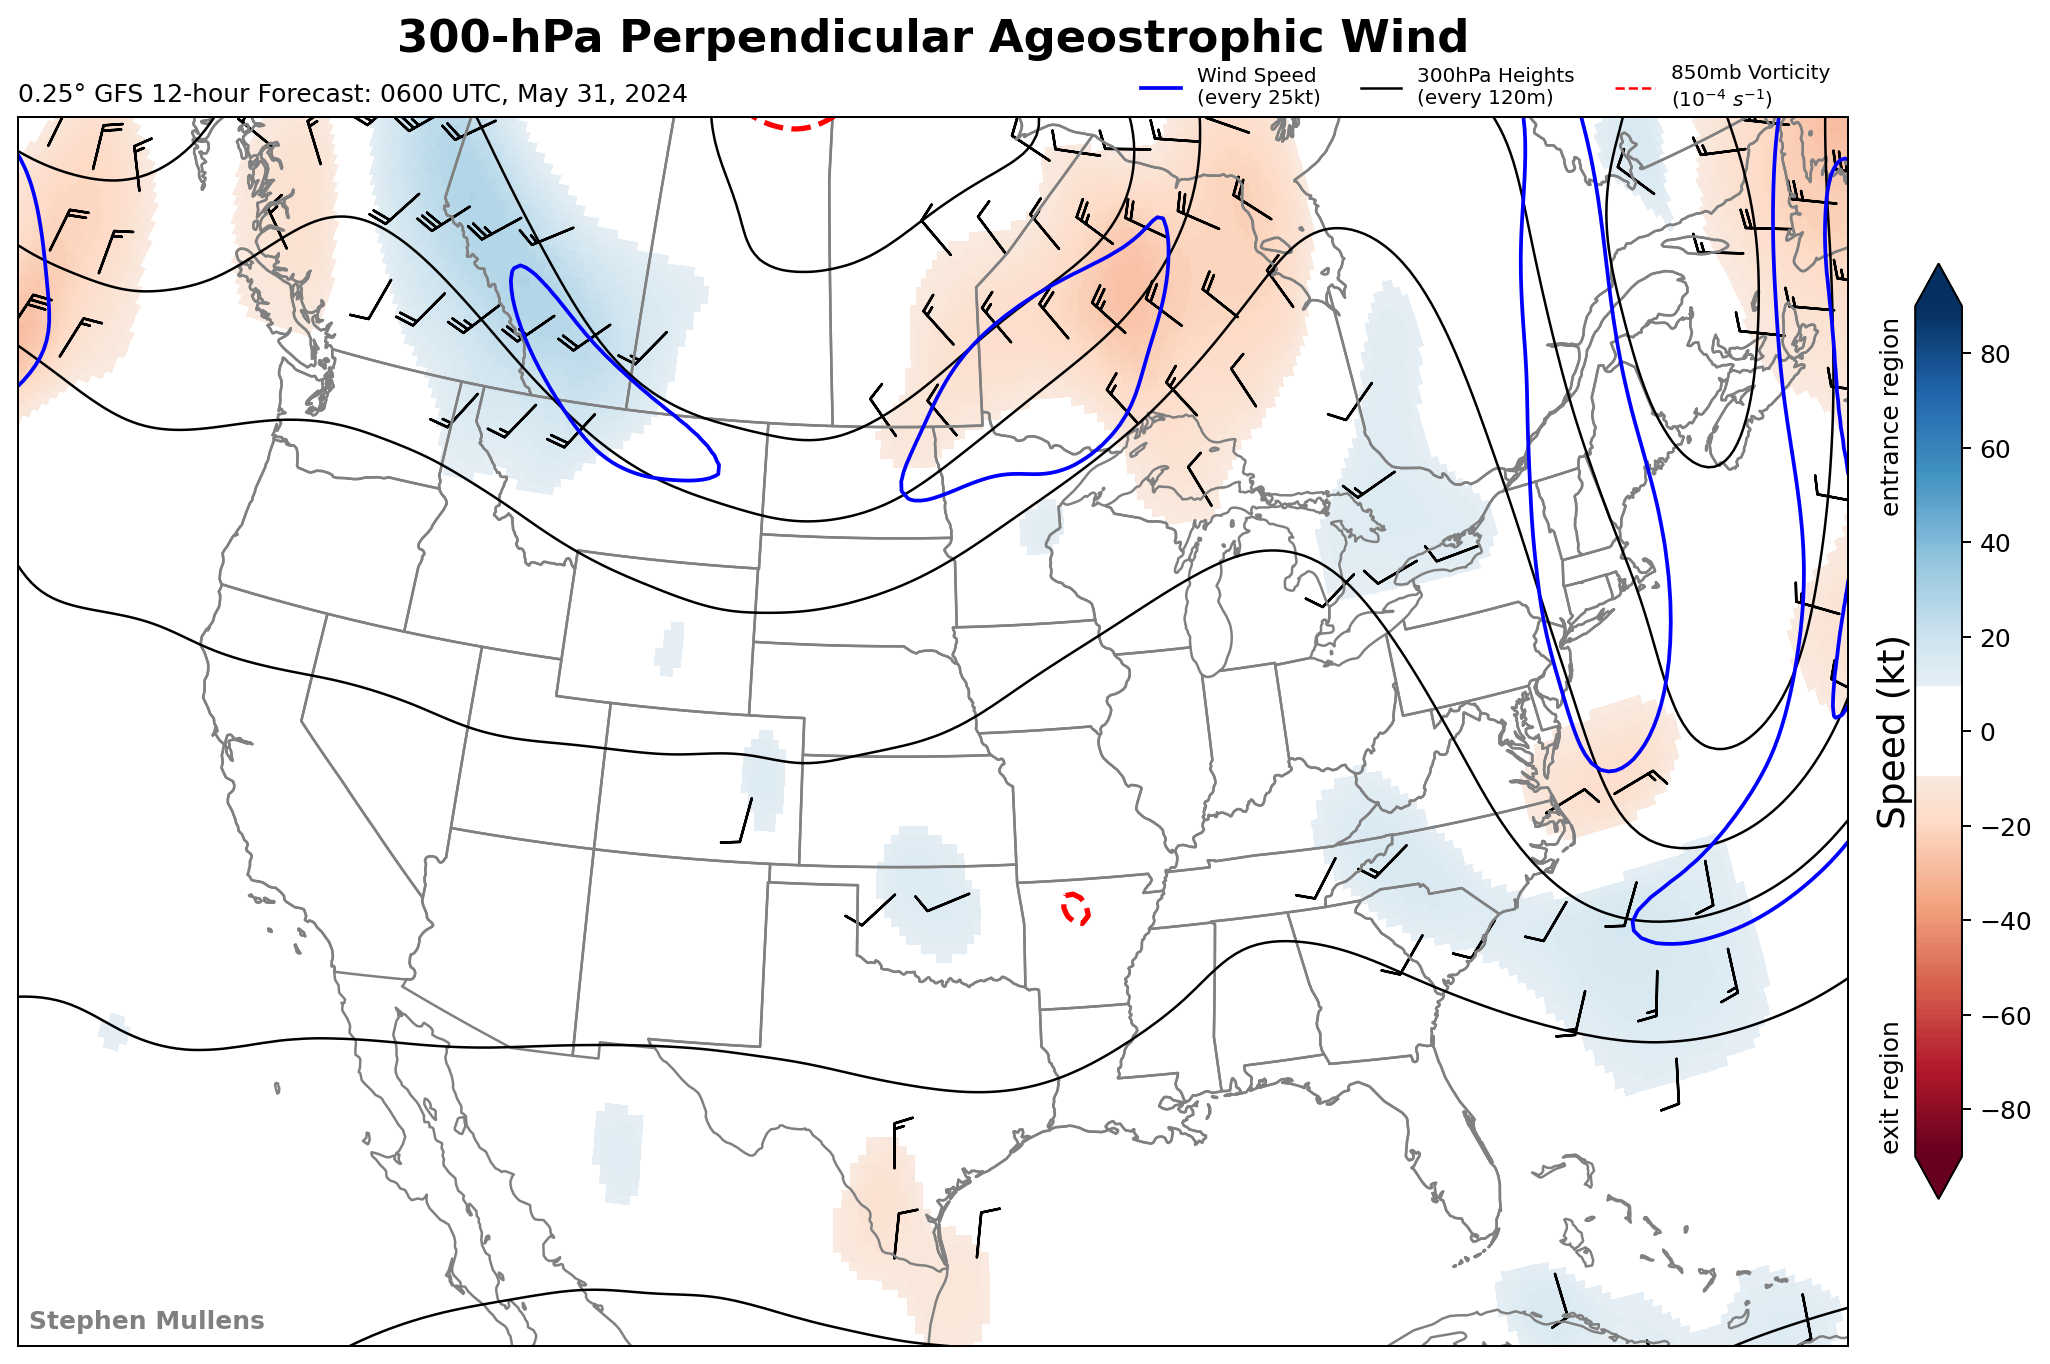 300-hPa Perpendicular Ageostrophic Wind
0.25° GFS 12-hour Forecast: 0600 UTC, May 31, 2024
Wind Speed
(every 25kt)
300hPa Heights
(every 120m)
850mb Vorticity
(10⁻⁴ s⁻¹)
entrance region
Speed (kt)
exit region
80
60
40
20
0
−20
−40
−60
−80
Stephen Mullens